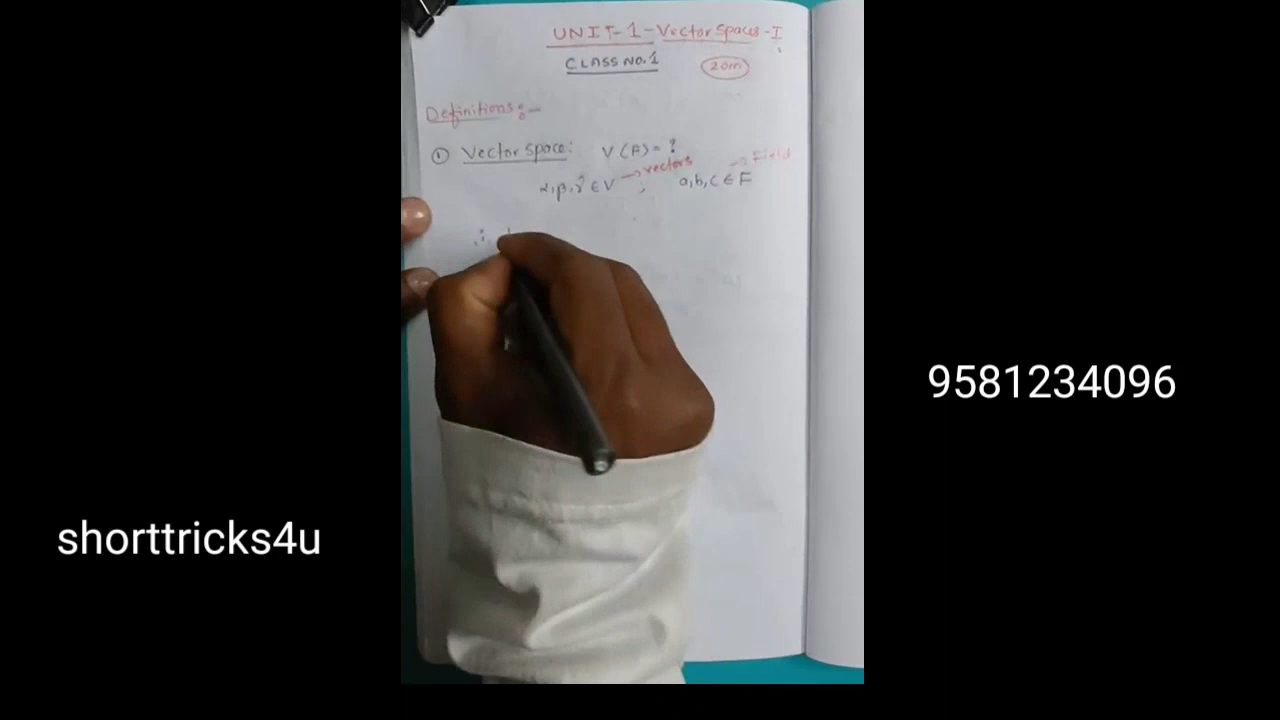 UNIT-1-Vector Spaces-I
CLASS NO.1 20m
Definitions:-
① Vector space: V(F)=?
α,β,γ ∈ V → vectors ; a,b,c ∈ F → Field
9581234096
shorttricks4u